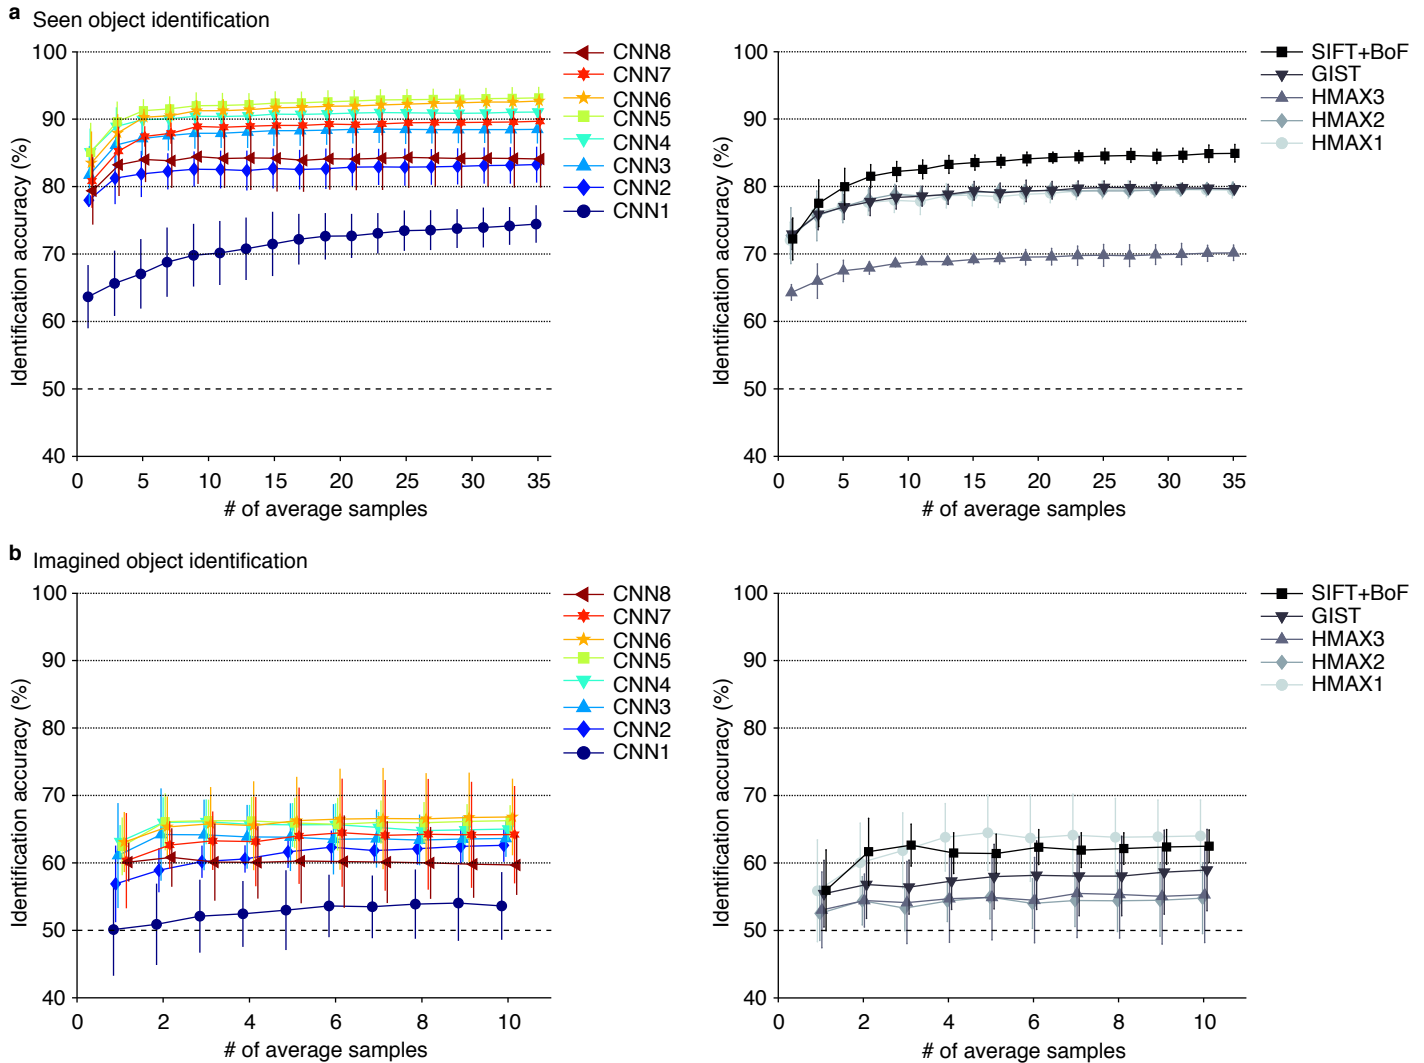 a Seen object identification
100
90
80
70
60
50
40
Identification accuracy (%)
0 5 10 15 20 25 30 35
# of average samples
CNN8
CNN7
CNN6
CNN5
CNN4
CNN3
CNN2
CNN1
100
90
80
70
60
50
40
Identification accuracy (%)
0 5 10 15 20 25 30 35
# of average samples
SIFT+BoF
GIST
HMAX3
HMAX2
HMAX1
b Imagined object identification
100
90
80
70
60
50
40
Identification accuracy (%)
0 2 4 6 8 10
# of average samples
CNN8
CNN7
CNN6
CNN5
CNN4
CNN3
CNN2
CNN1
100
90
80
70
60
50
40
Identification accuracy (%)
0 2 4 6 8 10
# of average samples
SIFT+BoF
GIST
HMAX3
HMAX2
HMAX1